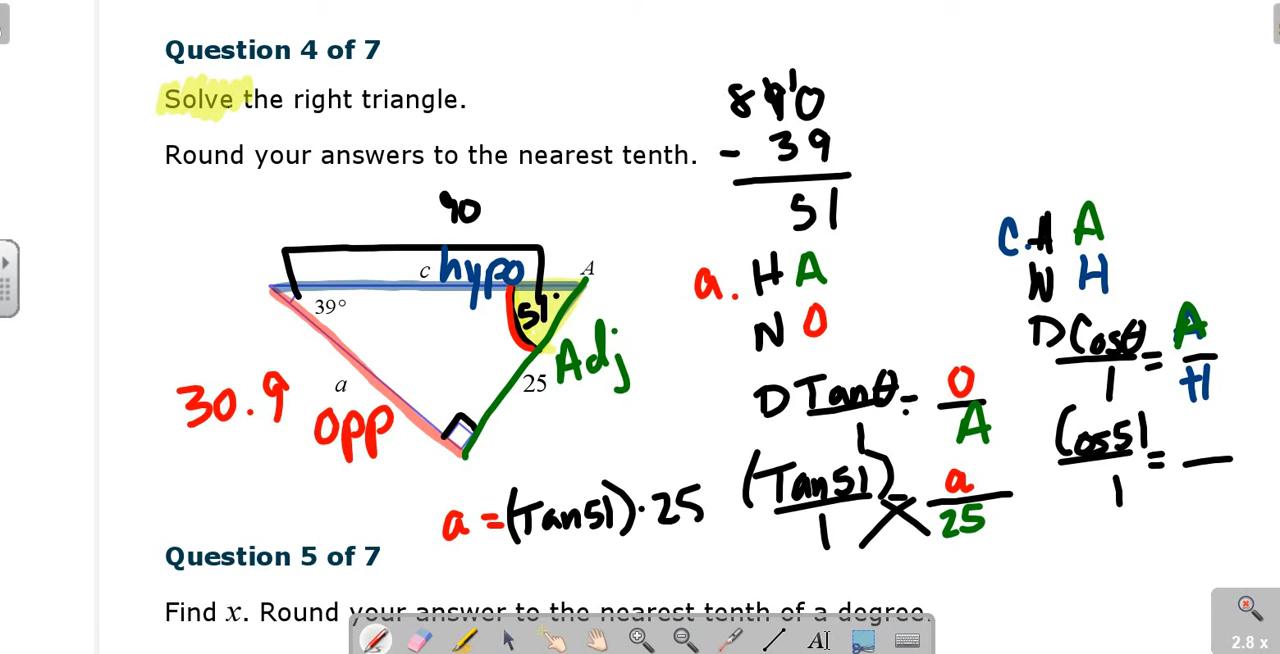 Question 4 of 7
Solve the right triangle.
Round your answers to the nearest tenth.
890
- 39
51
90
c hypo A
39°
51
a
30.9
Opp
25 Adj
a. H A
N O
D Tanθ = O
1 A
(Tan51) = a
1 25
a = (Tan51) · 25
C. H A
N H
D Cosθ = A
1 H
Cos51 =
1
Question 5 of 7
Find x. Round your answer to the nearest tenth of a degree.
AI
2.8 x